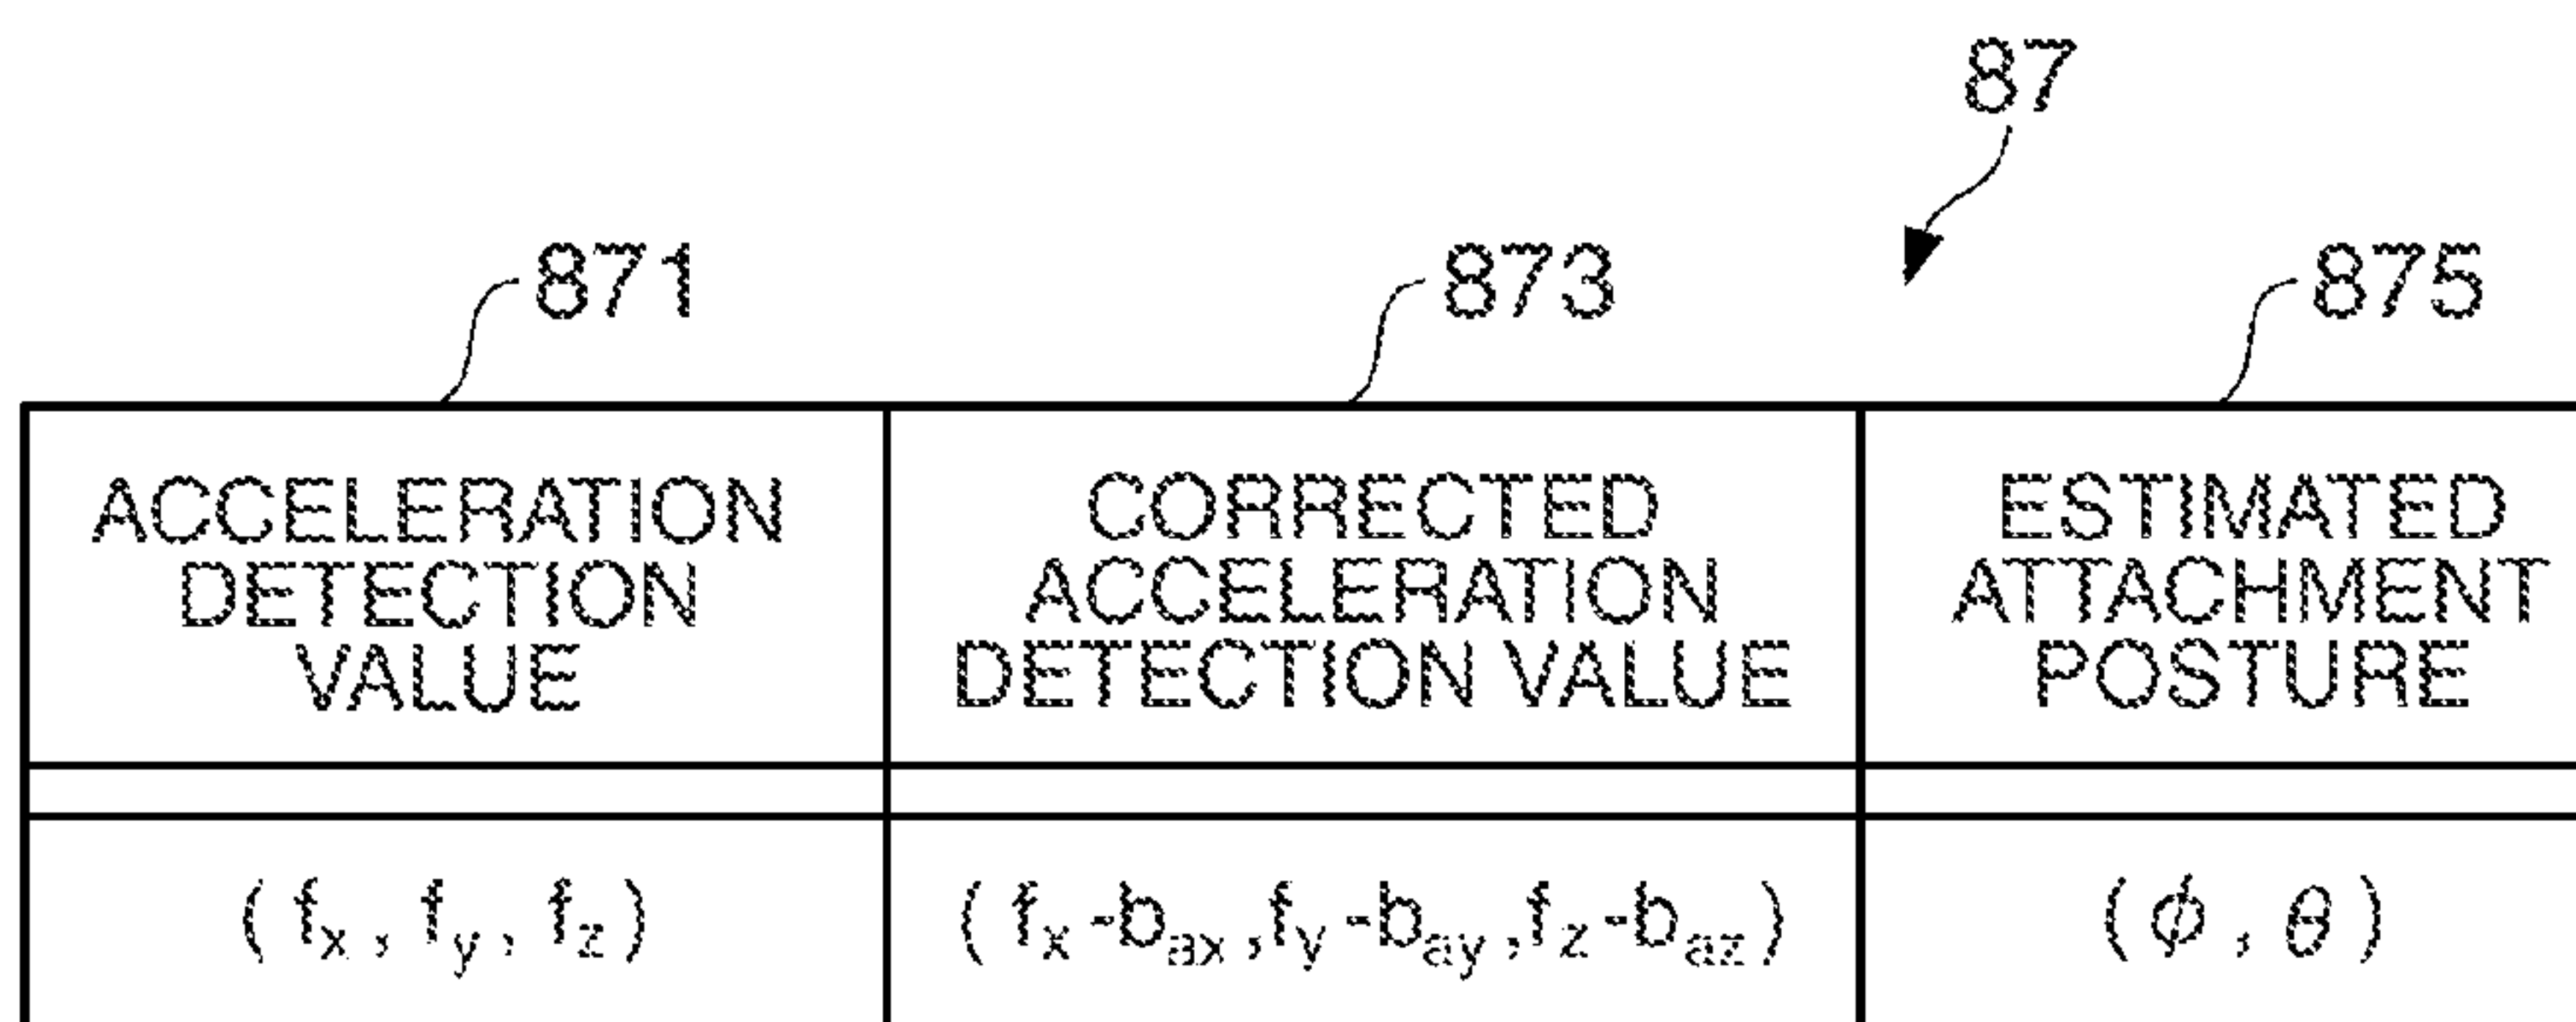 87
871
873
875
ACCELERATION
DETECTION
VALUE
CORRECTED
ACCELERATION
DETECTION VALUE
ESTIMATED
ATTACHMENT
POSTURE
( fx , fy , fz )
( fx -bax ,fy -bay ,fz -baz )
( ϕ , θ )